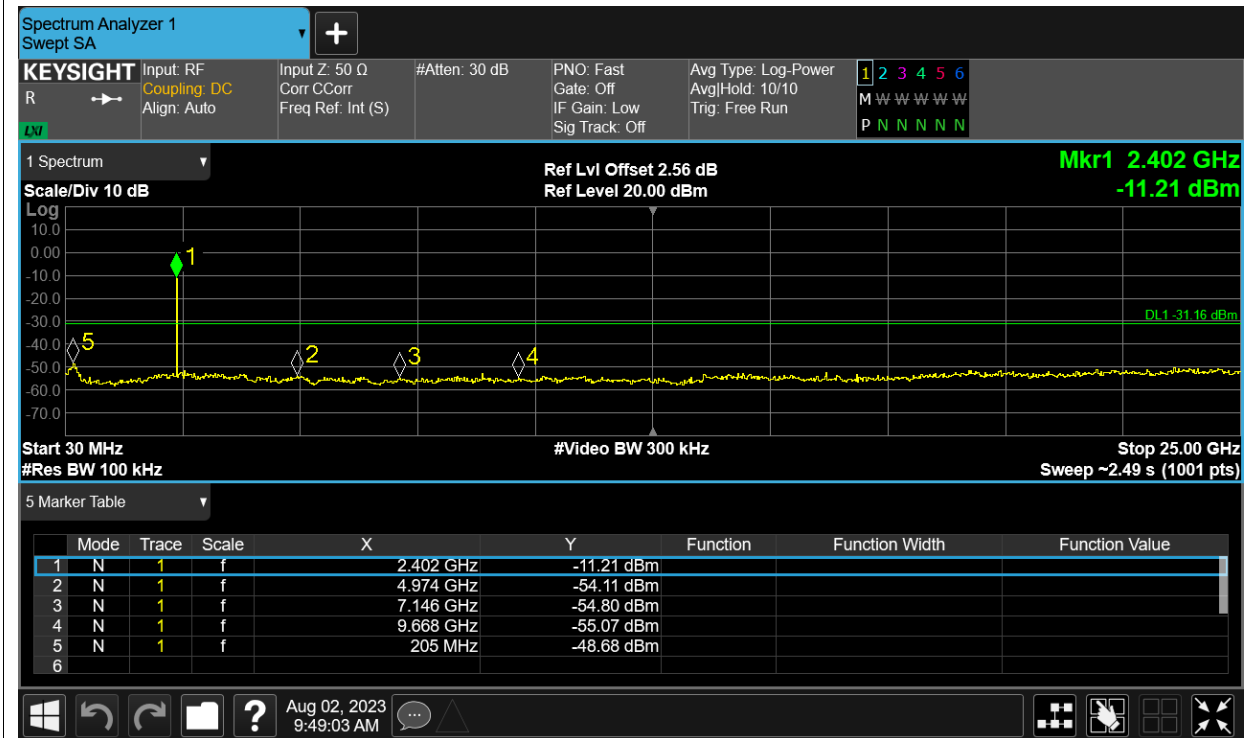 Spectrum Analyzer 1
Swept SA
+
KEYSIGHT
R
LXI
Input: RF
Coupling: DC
Align: Auto
Input Z: 50 Ω
Corr CCorr
Freq Ref: Int (S)
#Atten: 30 dB
PNO: Fast
Gate: Off
IF Gain: Low
Sig Track: Off
Avg Type: Log-Power
Avg|Hold: 10/10
Trig: Free Run
1 2 3 4 5 6
M W W W W W
P N N N N N
1 Spectrum
Scale/Div 10 dB
Ref Lvl Offset 2.56 dB
Ref Level 20.00 dBm
Mkr1 2.402 GHz
-11.21 dBm
Log
10.0
0.00
-10.0
-20.0
-30.0
-40.0
-50.0
-60.0
-70.0
1
DL1 -31.16 dBm
5
2
3
4
Start 30 MHz
#Video BW 300 kHz
Stop 25.00 GHz
#Res BW 100 kHz
Sweep ~2.49 s (1001 pts)
5 Marker Table
Mode Trace Scale X Y Function Function Width Function Value
1 N 1 f 2.402 GHz -11.21 dBm
2 N 1 f 4.974 GHz -54.11 dBm
3 N 1 f 7.146 GHz -54.80 dBm
4 N 1 f 9.668 GHz -55.07 dBm
5 N 1 f 205 MHz -48.68 dBm
6
?
Aug 02, 2023
9:49:03 AM